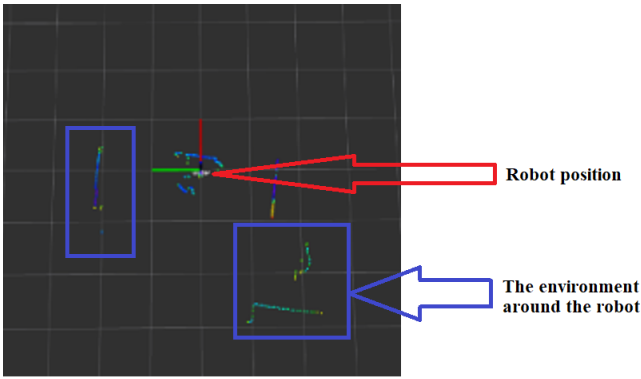 Robot position
The environment
around the robot